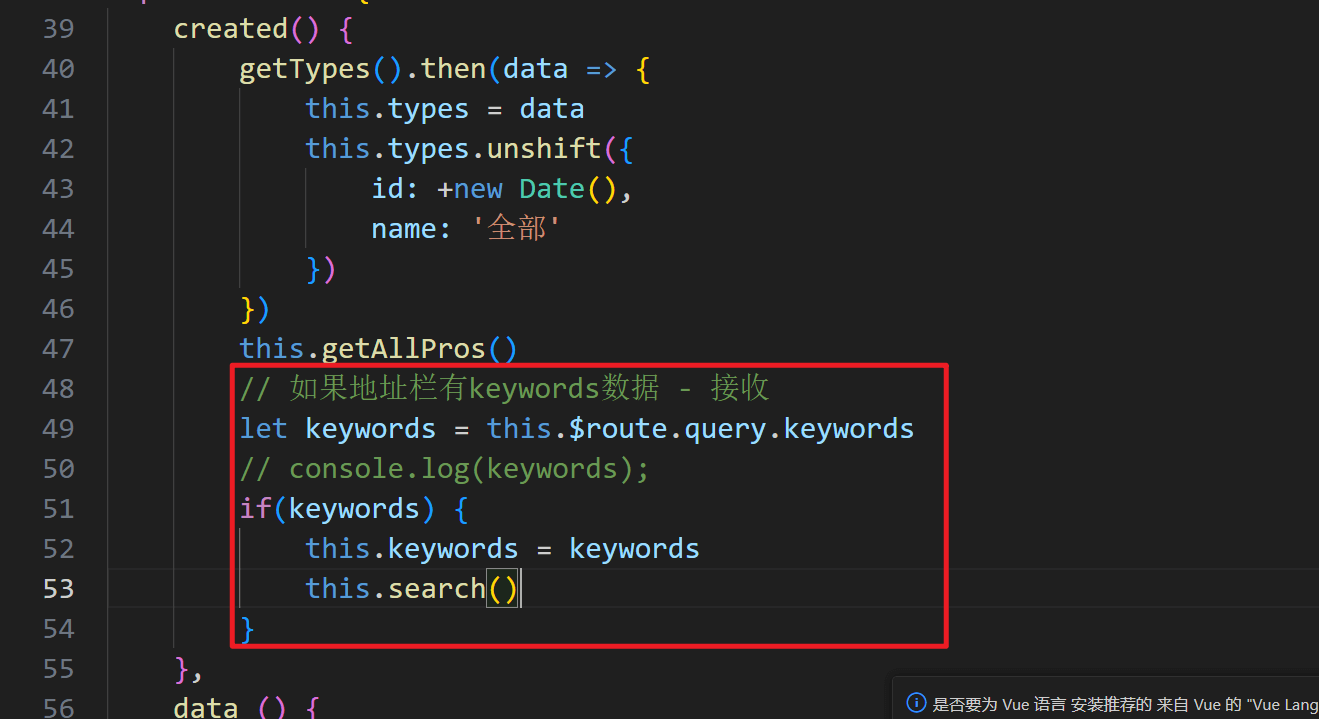 39 created() {
40 getTypes().then(data => {
41 this.types = data
42 this.types.unshift({
43 id: +new Date(),
44 name: '全部'
45 })
46 })
47 this.getAllPros()
48 // 如果地址栏有keywords数据 - 接收
49 let keywords = this.$route.query.keywords
50 // console.log(keywords);
51 if(keywords) {
52 this.keywords = keywords
53 this.search()
54 }
55 },
56 data () {
是否要为 Vue 语言 安装推荐的 来自 Vue 的 "Vue Lang